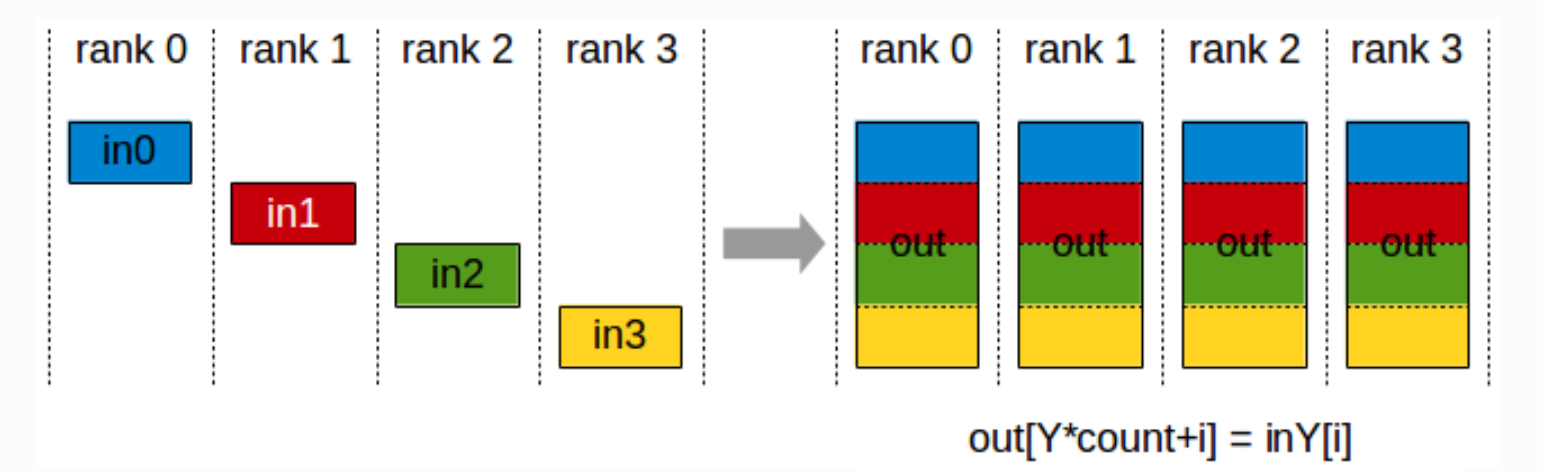 rank 0 rank 1 rank 2 rank 3 rank 0 rank 1 rank 2 rank 3
in0
in1
in2
in3
out out out out
out[Y*count+i] = inY[i]